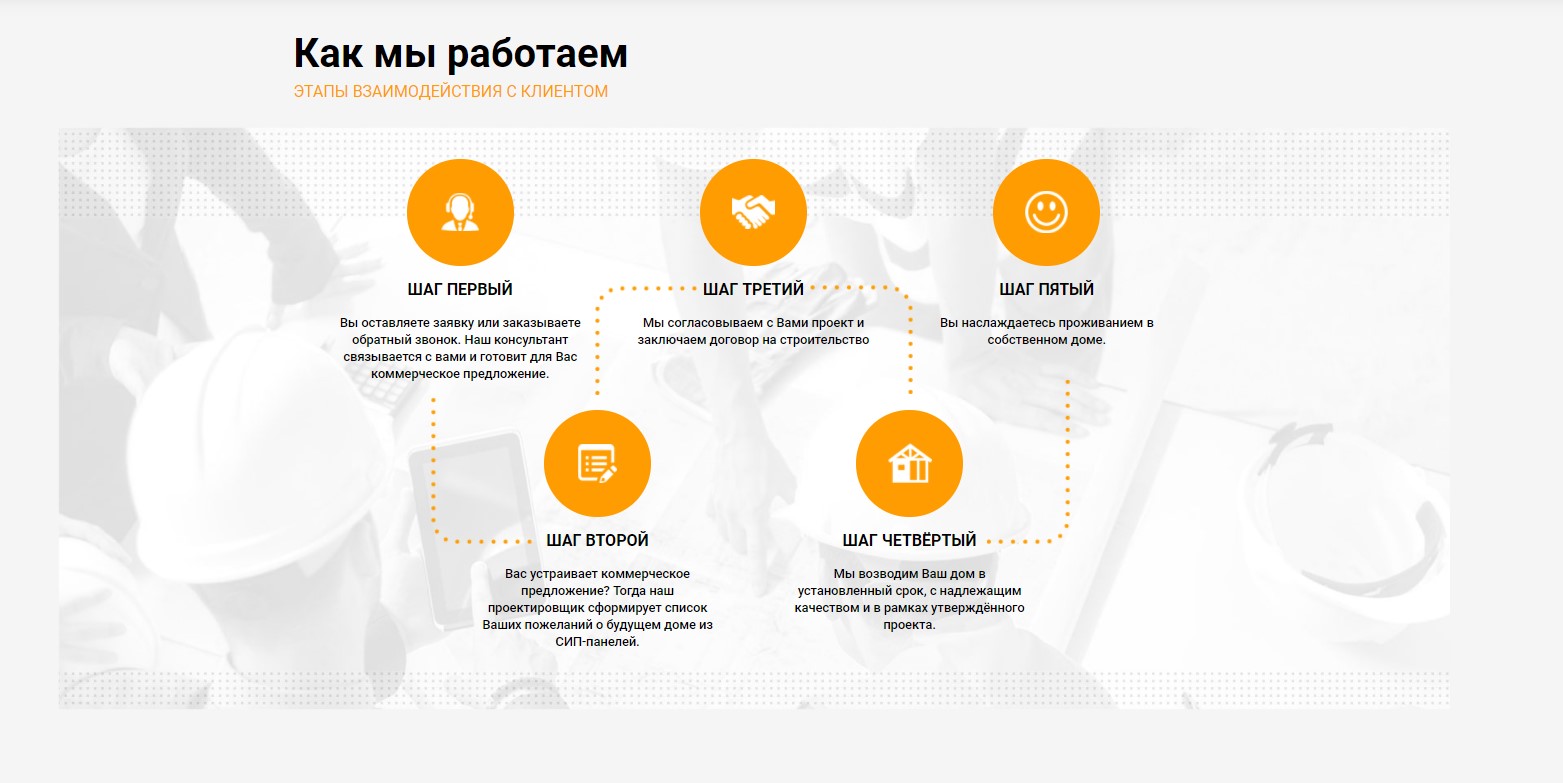 Как мы работаем
ЭТАПЫ ВЗАИМОДЕЙСТВИЯ С КЛИЕНТОМ
ШАГ ПЕРВЫЙ
Вы оставляете заявку или заказываете
обратный звонок. Наш консультант
связывается с вами и готовит для Вас
коммерческое предложение.
ШАГ ВТОРОЙ
Вас устраивает коммерческое
предложение? Тогда наш
проектировщик сформирует список
Ваших пожеланий о будущем доме из
СИП-панелей.
ШАГ ТРЕТИЙ
Мы согласовываем с Вами проект и
заключаем договор на строительство
ШАГ ЧЕТВЁРТЫЙ
Мы возводим Ваш дом в
установленный срок, с надлежащим
качеством и в рамках утверждённого
проекта.
ШАГ ПЯТЫЙ
Вы наслаждаетесь проживанием в
собственном доме.